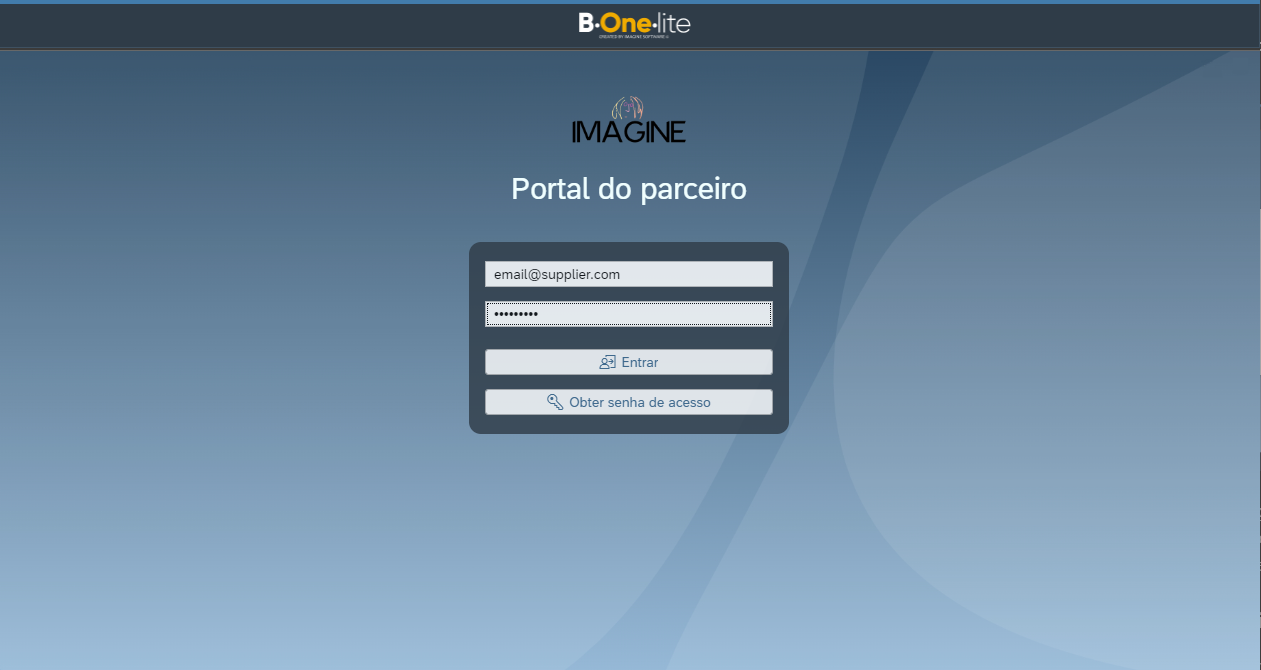 B·One·lite
CREATED BY IMAGINE SOFTWARE
IMAGINE
Portal do parceiro
email@supplier.com
•••••••••
Entrar
Obter senha de acesso